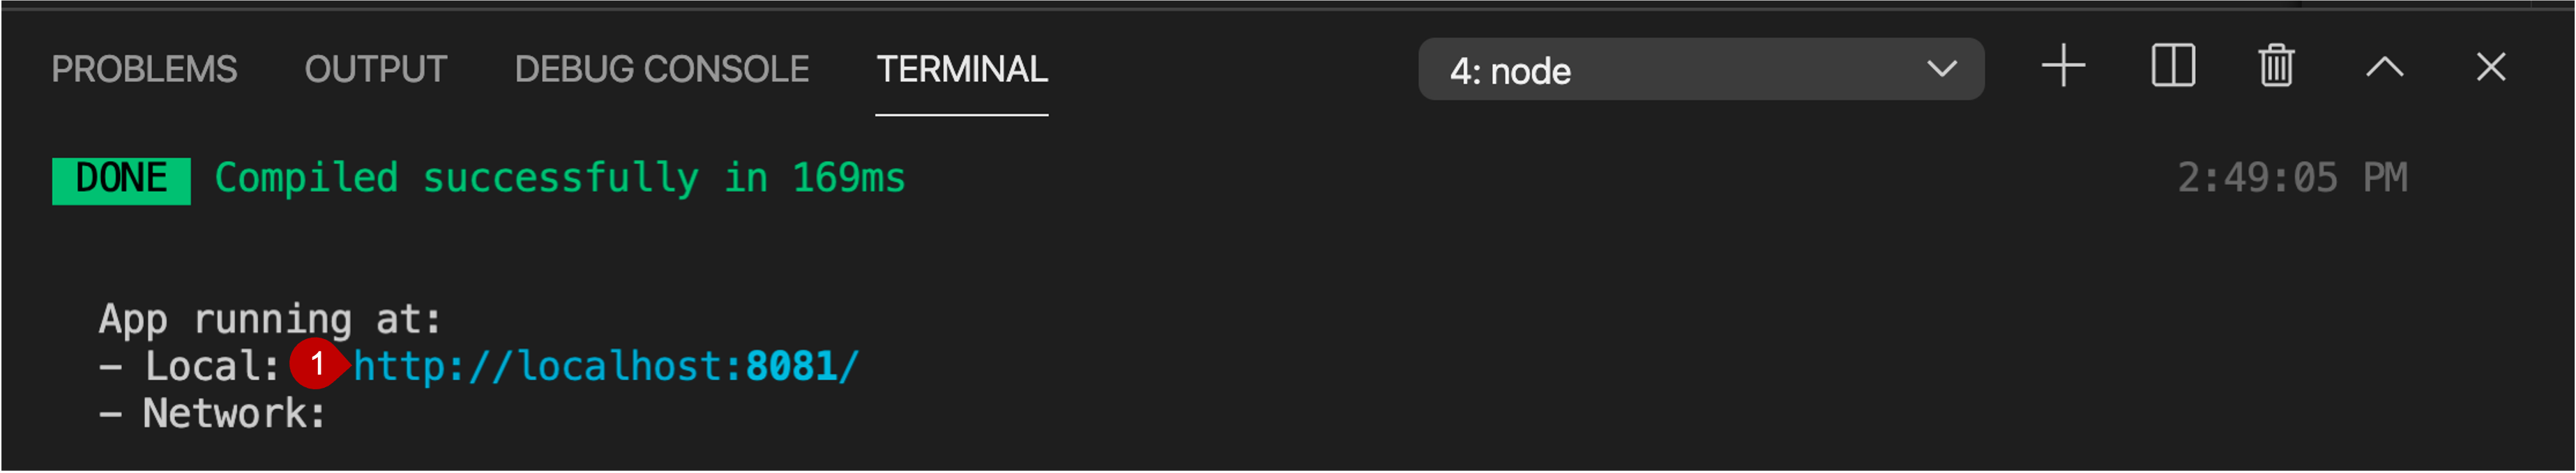 PROBLEMS OUTPUT DEBUG CONSOLE TERMINAL 4: node
DONE Compiled successfully in 169ms 2:49:05 PM
App running at:
- Local: 1 http://localhost:8081/
- Network: